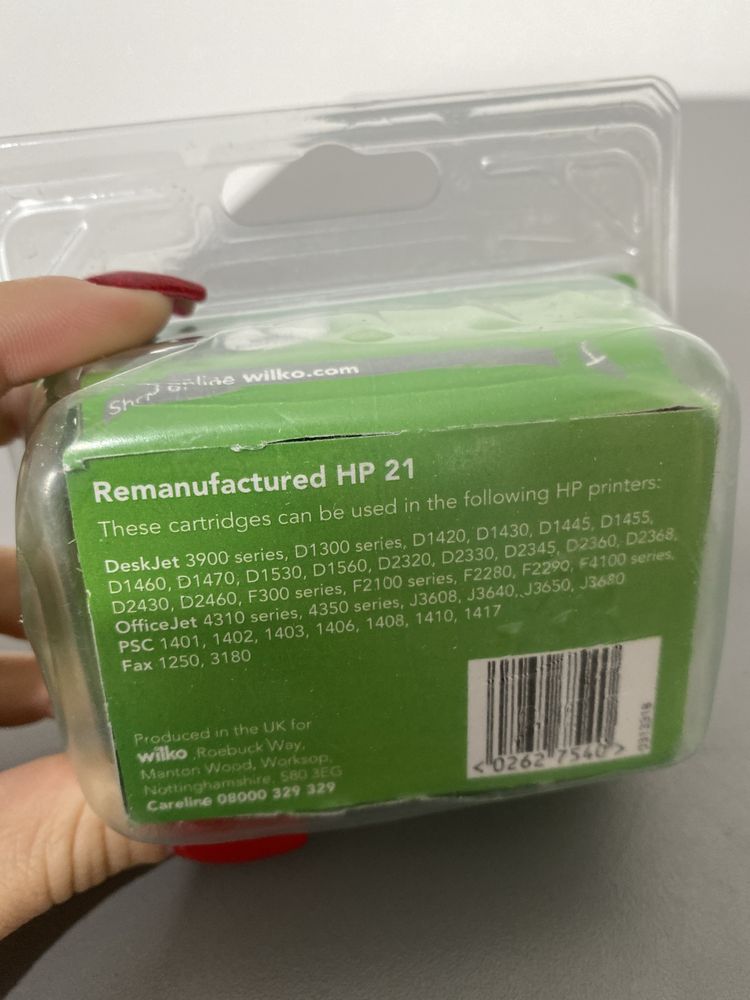 Shop online wilko.com
Remanufactured HP 21
These cartridges can be used in the following HP printers:
DeskJet 3900 series, D1300 series, D1420, D1430, D1445, D1455,
D1460, D1470, D1530, D1560, D2320, D2330, D2345, D2360, D2368,
D2430, D2460, F300 series, F2100 series, F2280, F2290, F4100 series
OfficeJet 4310 series, 4350 series, J3608, J3640, J3650, J3680
PSC 1401, 1402, 1403, 1406, 1408, 1410, 1417
Fax 1250, 3180
Produced in the UK for
wilko, Roebuck Way,
Manton Wood, Worksop,
Nottinghamshire, S80 3EG
Careline 08000 329 329
<0262 7540>